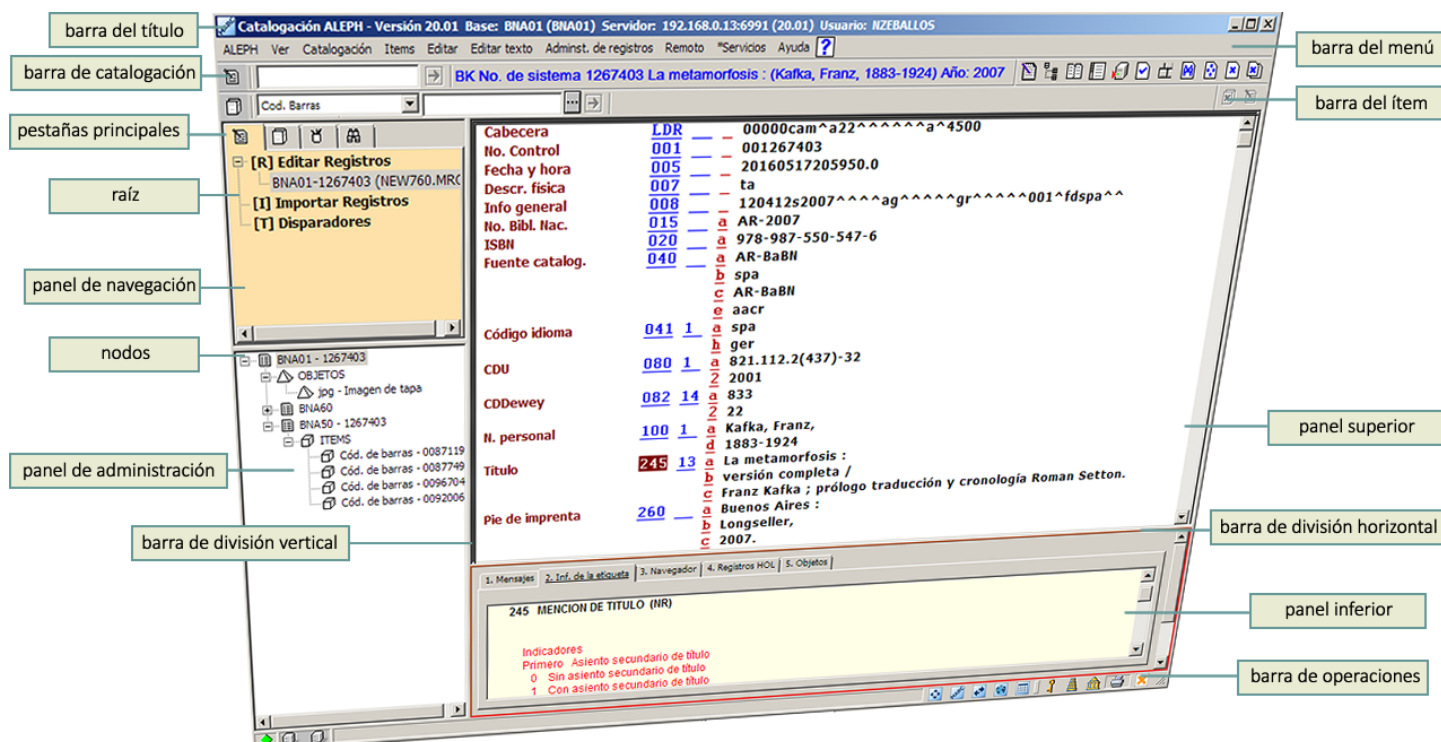 barra del título
barra de catalogación
pestañas principales
raíz
panel de navegación
nodos
panel de administración
barra de división vertical
barra del menú
barra del ítem
panel superior
barra de división horizontal
panel inferior
barra de operaciones
Catalogación ALEPH - Versión 20.01 Base: BNA01 (BNA01) Servidor: 192.168.0.13:6991 (20.01) Usuario: NZEBALLOS
ALEPH Ver Catalogación Items Editar Editar texto Adminst. de registros Remoto *Servicios Ayuda ?
BK No. de sistema 1267403 La metamorfosis : (Kafka, Franz, 1883-1924) Año: 2007
Cod. Barras
[R] Editar Registros
BNA01-1267403 (NEW760.MRC
[I] Importar Registros
[T] Disparadores
BNA01 - 1267403
OBJETOS
jpg - Imagen de tapa
BNA60
BNA50 - 1267403
ITEMS
Cód. de barras - 0087119
Cód. de barras - 0087749
Cód. de barras - 0096704
Cód. de barras - 0092006
Cabecera LDR __ _ 00000cam^a22^^^^^^a^4500
No. Control 001 __ _ 001267403
Fecha y hora 005 __ _ 20160517205950.0
Descr. física 007 __ _ ta
Info general 008 __ _ 120412s2007^^^^ag^^^^^gr^^^^^001^fdspa^^
No. Bibl. Nac. 015 __ a AR-2007
ISBN 020 __ a 978-987-550-547-6
Fuente catalog. 040 __ a AR-BaBN
b spa
c AR-BaBN
e aacr
Código idioma 041 1_ a spa
h ger
CDU 080 1_ a 821.112.2(437)-32
2 2001
CDDewey 082 14 a 833
2 22
N. personal 100 1_ a Kafka, Franz,
d 1883-1924
Título 245 13 a La metamorfosis :
b versión completa /
c Franz Kafka ; prólogo traducción y cronología Roman Setton.
Pie de imprenta 260 __ a Buenos Aires :
b Longseller,
c 2007.
1. Mensajes 2. Inf. de la etiqueta 3. Navegador 4. Registros HOL 5. Objetos
245 MENCION DE TITULO (NR)
Indicadores
Primero Asiento secundario de título
0 Sin asiento secundario de título
1 Con asiento secundario de título